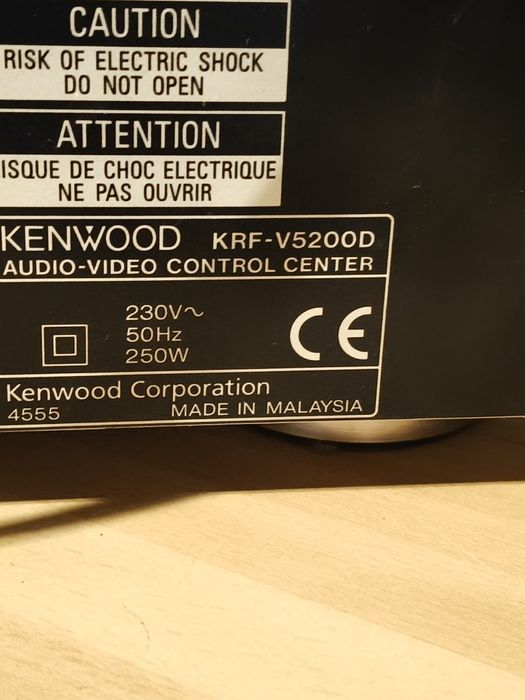 CAUTION
RISK OF ELECTRIC SHOCK
DO NOT OPEN
ATTENTION
ISQUE DE CHOC ELECTRIQUE
NE PAS OUVRIR
KENWOOD KRF-V5200D
AUDIO-VIDEO CONTROL CENTER
230V~
50Hz
250W
CE
Kenwood Corporation
4555 MADE IN MALAYSIA